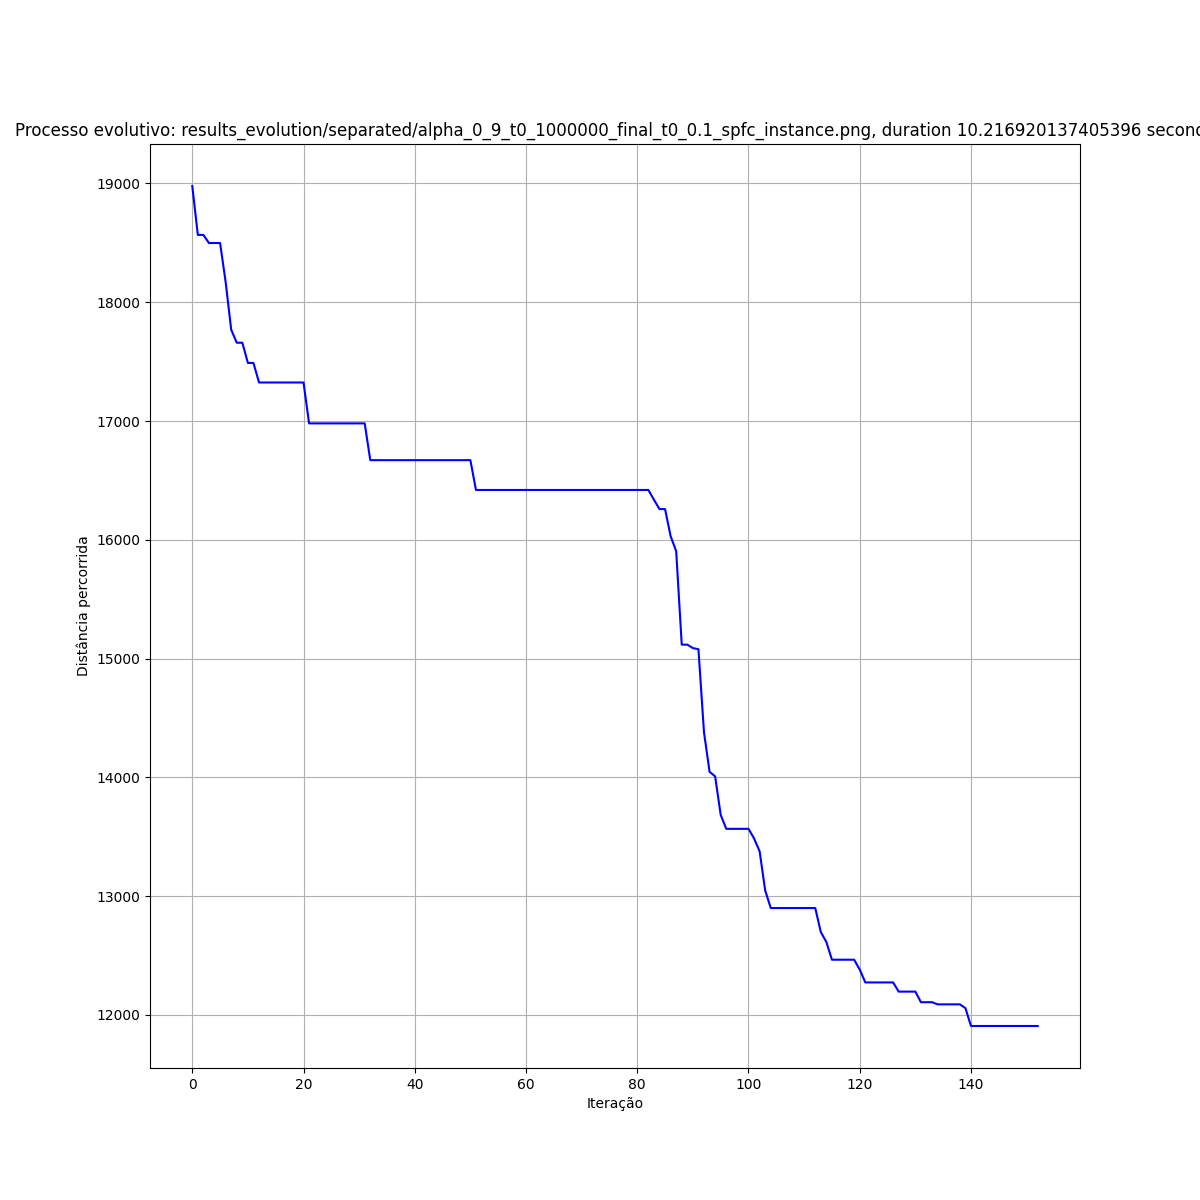 Processo evolutivo: results_evolution/separated/alpha_0_9_t0_1000000_final_t0_0.1_spfc_instance.png, duration 10.216920137405396 secon
19000
18000
17000
16000
15000
14000
13000
12000
Distância percorrida
0 20 40 60 80 100 120 140
Iteração